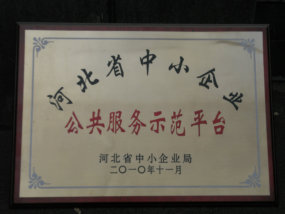 河北省中小企业
公共服务示范平台
河北省中小企业局
二〇一〇年十一月